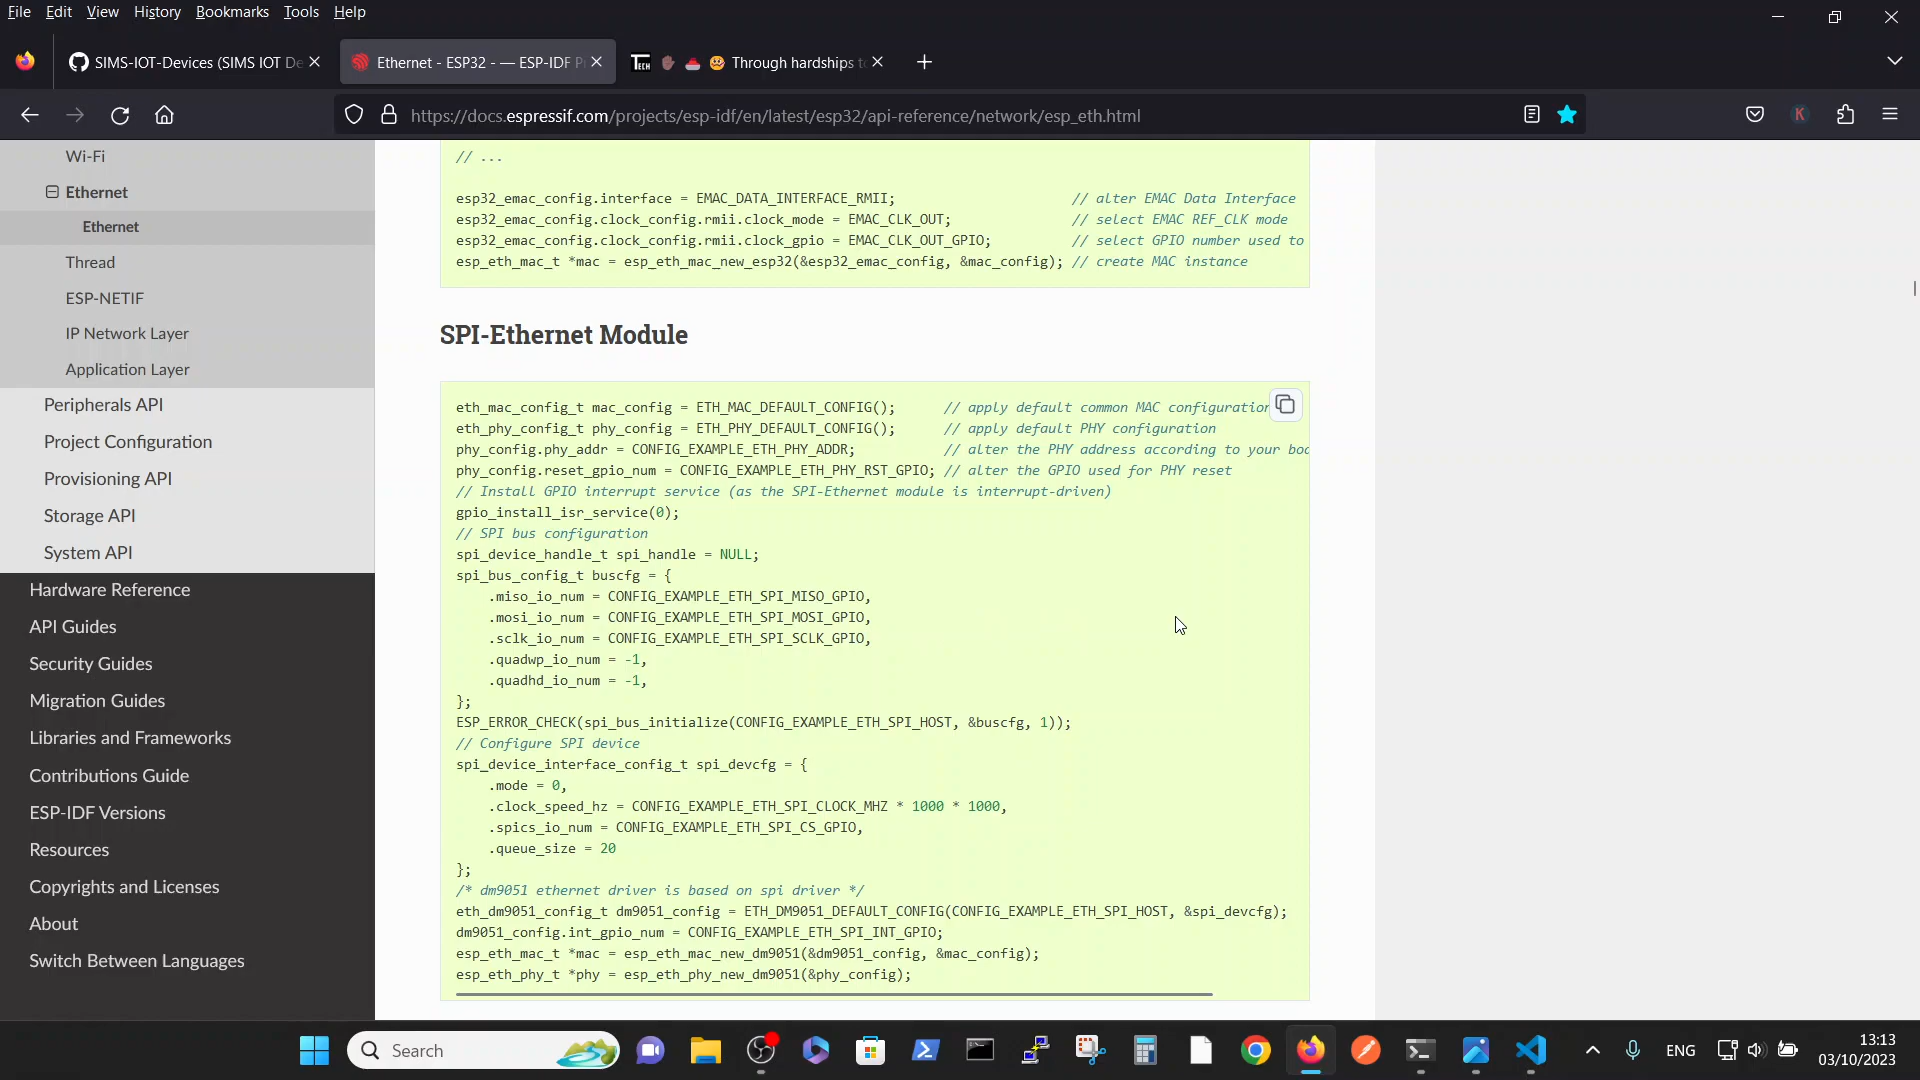 File Edit View History Bookmarks Tools Help
SIMS-IOT-Devices (SIMS IOT De
Ethernet - ESP32 - — ESP-IDF P
TECH Through hardships to
https://docs.espressif.com/projects/esp-idf/en/latest/esp32/api-reference/network/esp_eth.html
K
Wi-Fi
Ethernet
Ethernet
Thread
ESP-NETIF
IP Network Layer
Application Layer
Peripherals API
Project Configuration
Provisioning API
Storage API
System API
Hardware Reference
API Guides
Security Guides
Migration Guides
Libraries and Frameworks
Contributions Guide
ESP-IDF Versions
Resources
Copyrights and Licenses
About
Switch Between Languages
// ...
esp32_emac_config.interface = EMAC_DATA_INTERFACE_RMII; // alter EMAC Data Interface
esp32_emac_config.clock_config.rmii.clock_mode = EMAC_CLK_OUT; // select EMAC REF_CLK mode
esp32_emac_config.clock_config.rmii.clock_gpio = EMAC_CLK_OUT_GPIO; // select GPIO number used to
esp_eth_mac_t *mac = esp_eth_mac_new_esp32(&esp32_emac_config, &mac_config); // create MAC instance
SPI-Ethernet Module
eth_mac_config_t mac_config = ETH_MAC_DEFAULT_CONFIG(); // apply default common MAC configuration
eth_phy_config_t phy_config = ETH_PHY_DEFAULT_CONFIG(); // apply default PHY configuration
phy_config.phy_addr = CONFIG_EXAMPLE_ETH_PHY_ADDR; // alter the PHY address according to your boa
phy_config.reset_gpio_num = CONFIG_EXAMPLE_ETH_PHY_RST_GPIO; // alter the GPIO used for PHY reset
// Install GPIO interrupt service (as the SPI-Ethernet module is interrupt-driven)
gpio_install_isr_service(0);
// SPI bus configuration
spi_device_handle_t spi_handle = NULL;
spi_bus_config_t buscfg = {
.miso_io_num = CONFIG_EXAMPLE_ETH_SPI_MISO_GPIO,
.mosi_io_num = CONFIG_EXAMPLE_ETH_SPI_MOSI_GPIO,
.sclk_io_num = CONFIG_EXAMPLE_ETH_SPI_SCLK_GPIO,
.quadwp_io_num = -1,
.quadhd_io_num = -1,
};
ESP_ERROR_CHECK(spi_bus_initialize(CONFIG_EXAMPLE_ETH_SPI_HOST, &buscfg, 1));
// Configure SPI device
spi_device_interface_config_t spi_devcfg = {
.mode = 0,
.clock_speed_hz = CONFIG_EXAMPLE_ETH_SPI_CLOCK_MHZ * 1000 * 1000,
.spics_io_num = CONFIG_EXAMPLE_ETH_SPI_CS_GPIO,
.queue_size = 20
};
/* dm9051 ethernet driver is based on spi driver */
eth_dm9051_config_t dm9051_config = ETH_DM9051_DEFAULT_CONFIG(CONFIG_EXAMPLE_ETH_SPI_HOST, &spi_devcfg);
dm9051_config.int_gpio_num = CONFIG_EXAMPLE_ETH_SPI_INT_GPIO;
esp_eth_mac_t *mac = esp_eth_mac_new_dm9051(&dm9051_config, &mac_config);
esp_eth_phy_t *phy = esp_eth_phy_new_dm9051(&phy_config);
Search
ENG
13:13
03/10/2023